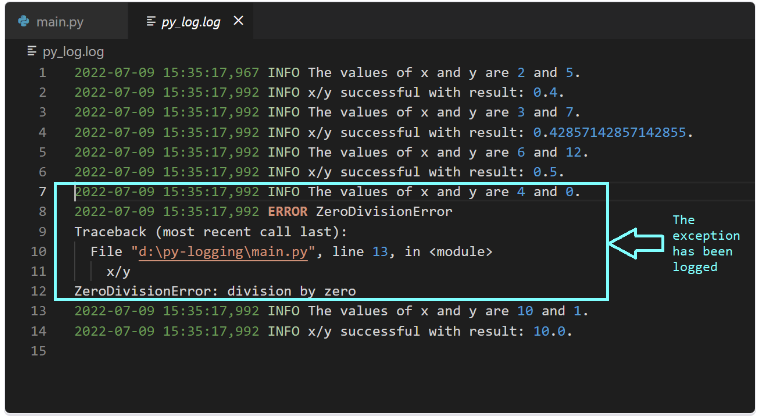 main.py
py_log.log
py_log.log
1 2022-07-09 15:35:17,967 INFO The values of x and y are 2 and 5.
2 2022-07-09 15:35:17,992 INFO x/y successful with result: 0.4.
3 2022-07-09 15:35:17,992 INFO The values of x and y are 3 and 7.
4 2022-07-09 15:35:17,992 INFO x/y successful with result: 0.42857142857142855.
5 2022-07-09 15:35:17,992 INFO The values of x and y are 6 and 12.
6 2022-07-09 15:35:17,992 INFO x/y successful with result: 0.5.
7 2022-07-09 15:35:17,992 INFO The values of x and y are 4 and 0.
8 2022-07-09 15:35:17,992 ERROR ZeroDivisionError
9 Traceback (most recent call last):
10 File "d:\py-logging\main.py", line 13, in <module>
11 x/y
12 ZeroDivisionError: division by zero
13 2022-07-09 15:35:17,992 INFO The values of x and y are 10 and 1.
14 2022-07-09 15:35:17,992 INFO x/y successful with result: 10.0.
15
The
exception
has been
logged